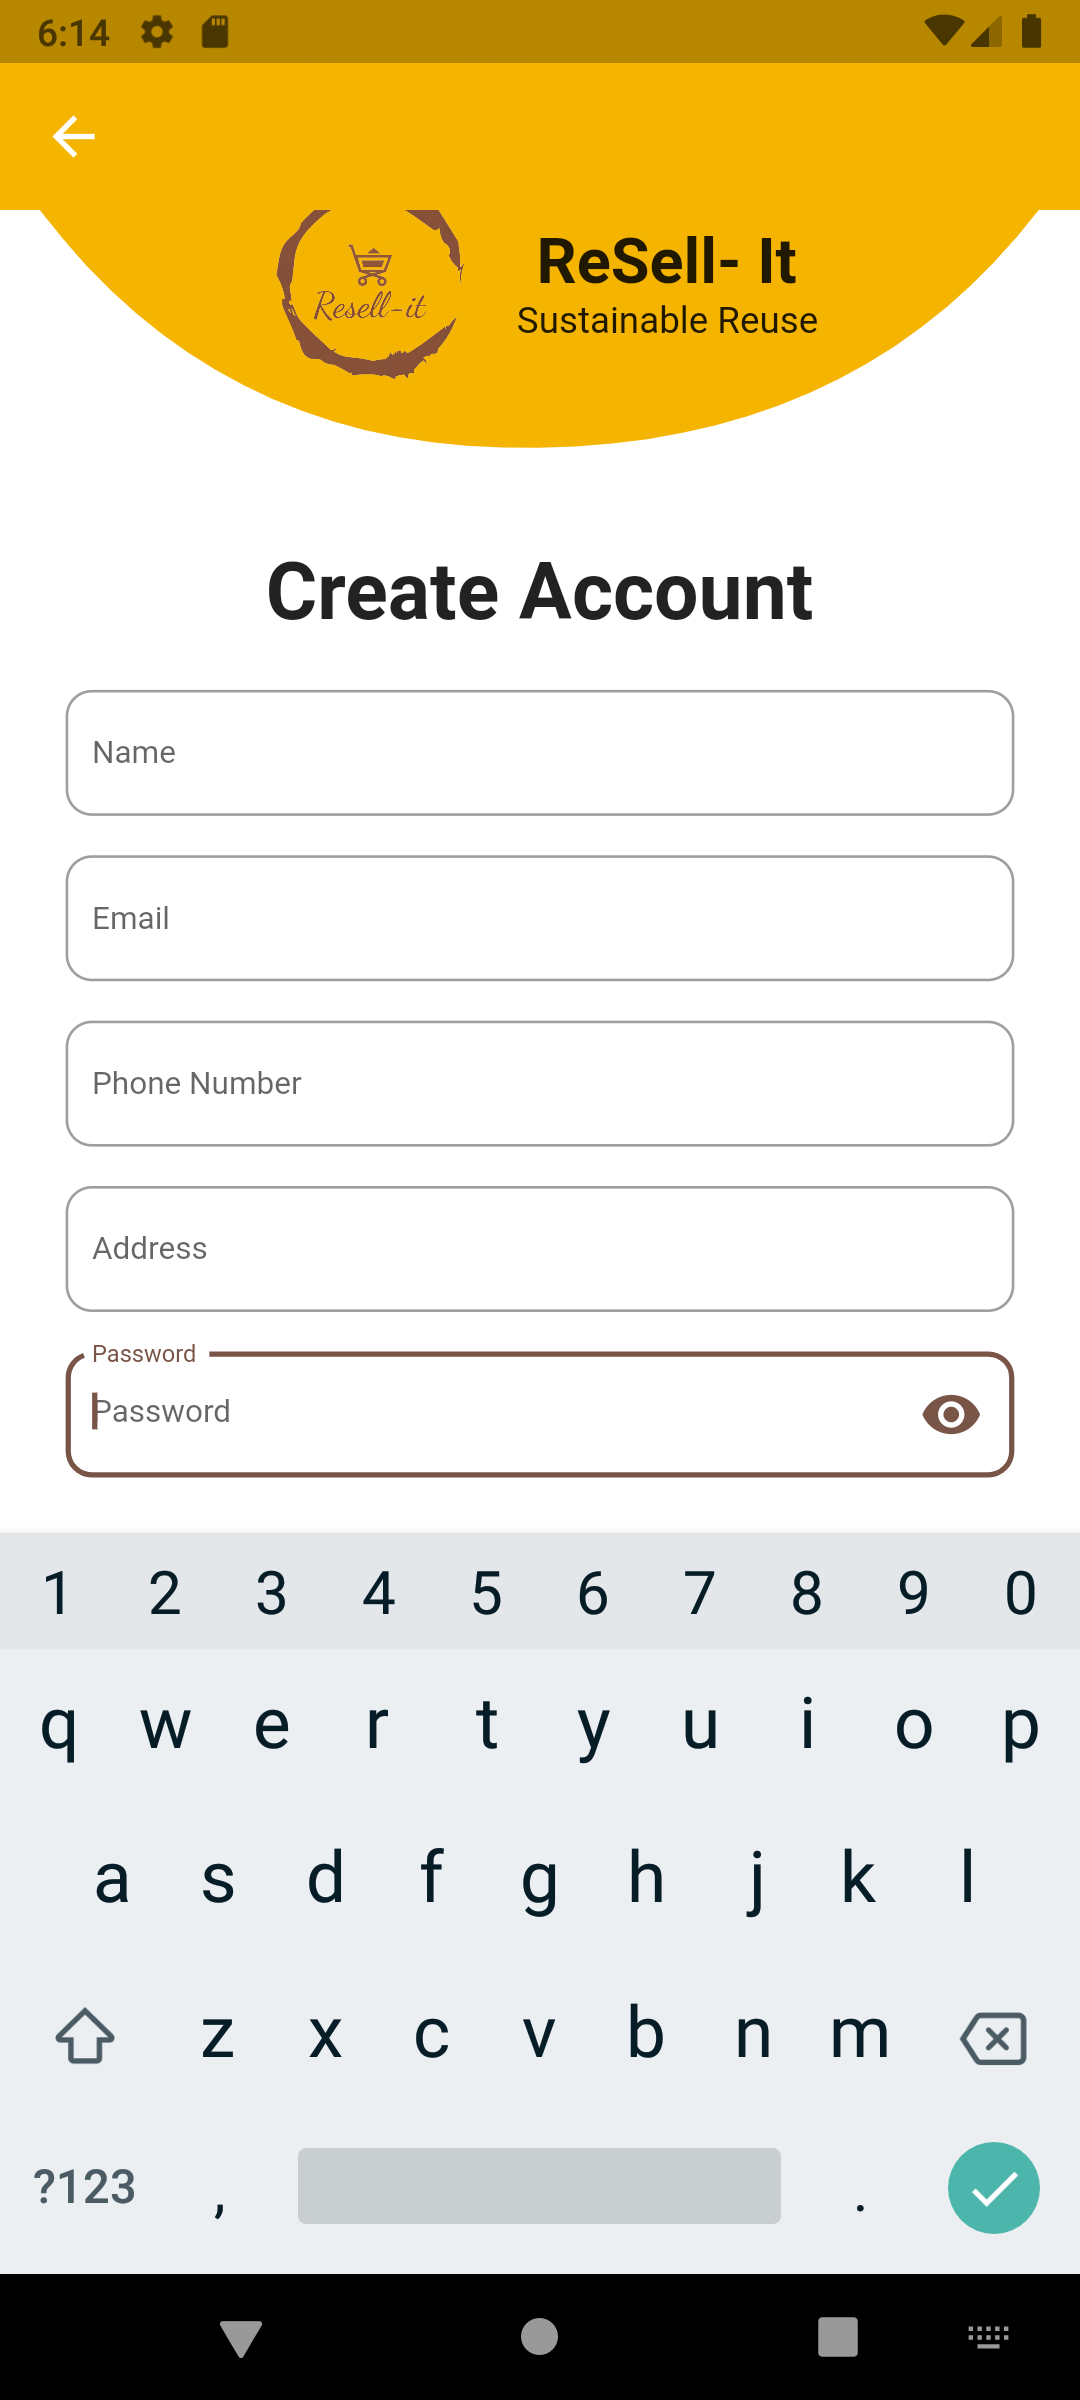 6:14
Resell-it
ReSell- It
Sustainable Reuse
Create Account
Name
Email
Phone Number
Address
Password
Password
1 2 3 4 5 6 7 8 9 0
q w e r t y u i o p
a s d f g h j k l
z x c v b n m
?123 , .